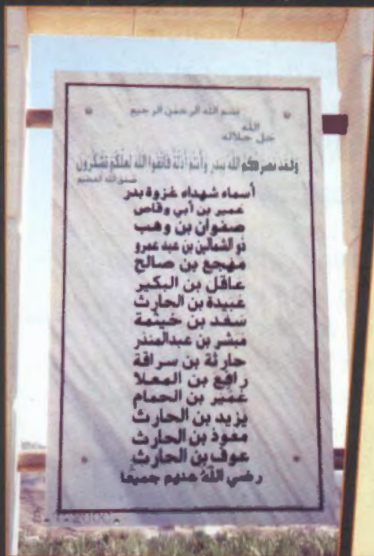 بسم الله الرحمن الرحيم
الله
جل جلاله
ولقد نصركم الله ببدر وأنتم أذلة فاتقوا الله لعلكم تشكرون
صدق الله العظيم
أسماء شهداء غزوة بدر
عمير بن أبي وقاص
صفوان بن وهب
ذو الشمالين بن عبد عمرو
مهجع بن صالح
عاقل بن البكير
عبيدة بن الحارث
سعد بن خيثمة
مبشر بن عبدالمنذر
حارثة بن سراقة
رافع بن المعلا
عمير بن الحمام
يزيد بن الحارث
معوذ بن الحارث
عوف بن الحارث
رضي الله عنهم جميعا